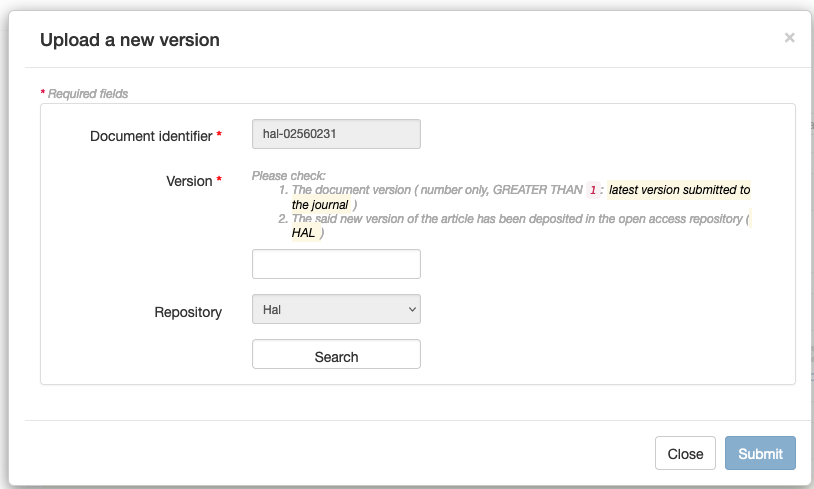 Upload a new version
×
* Required fields
Document identifier *
hal-02560231
Version *
Please check:
1. The document version ( number only, GREATER THAN 1 : latest version submitted to
the journal )
2. The said new version of the article has been deposited in the open access repository (
HAL )
Repository
Hal
Search
Close
Submit